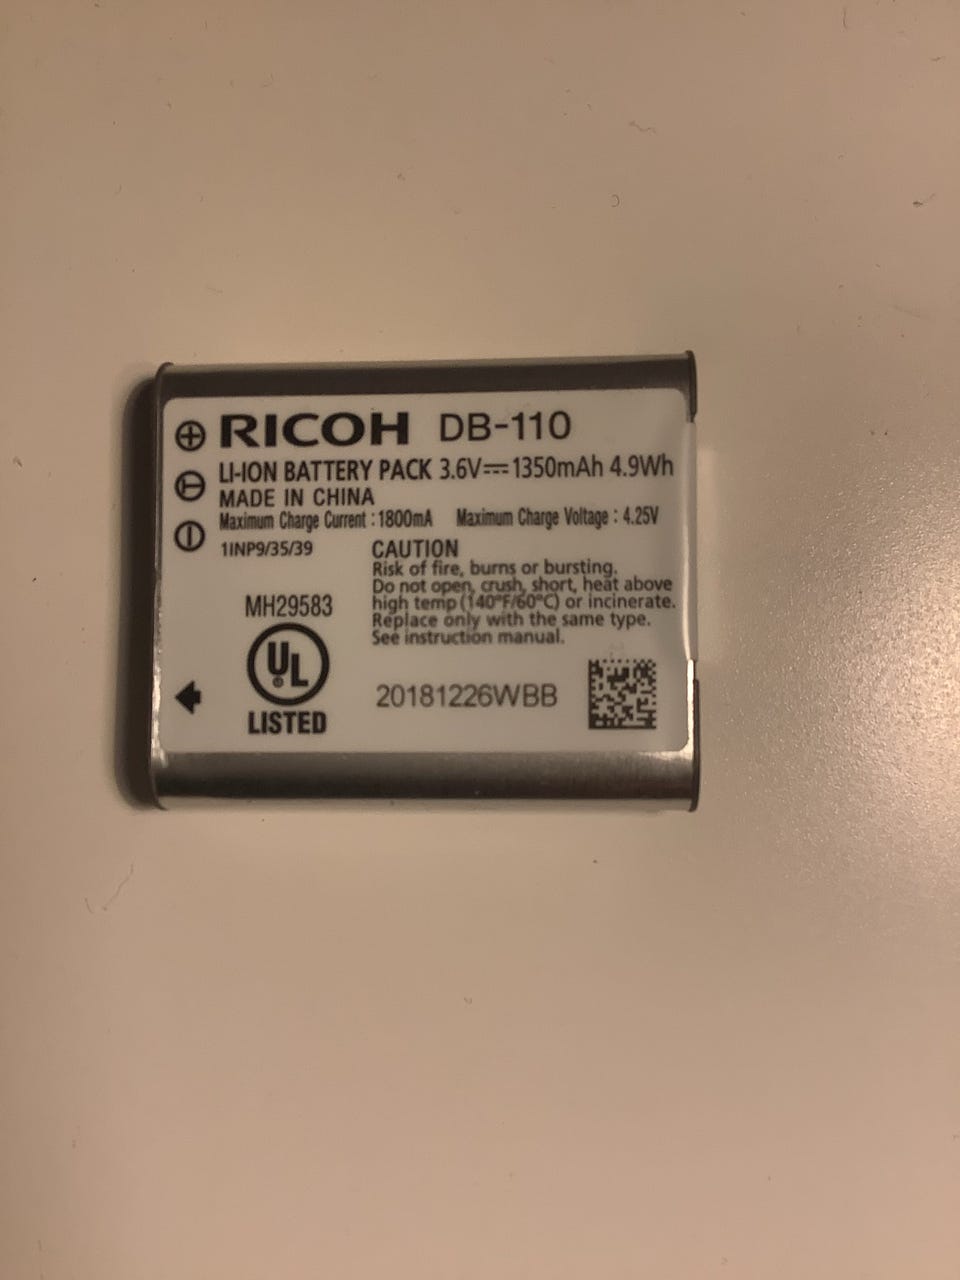 RICOH DB-110
LI-ION BATTERY PACK 3.6V⎓1350mAh 4.9Wh
MADE IN CHINA
Maximum Charge Current : 1800mA Maximum Charge Voltage : 4.25V
1INP9/35/39
CAUTION
Risk of fire, burns or bursting.
Do not open, crush, short, heat above
high temp (140°F/60°C) or incinerate.
Replace only with the same type.
See instruction manual.
MH29583
UL®
LISTED
20181226WBB